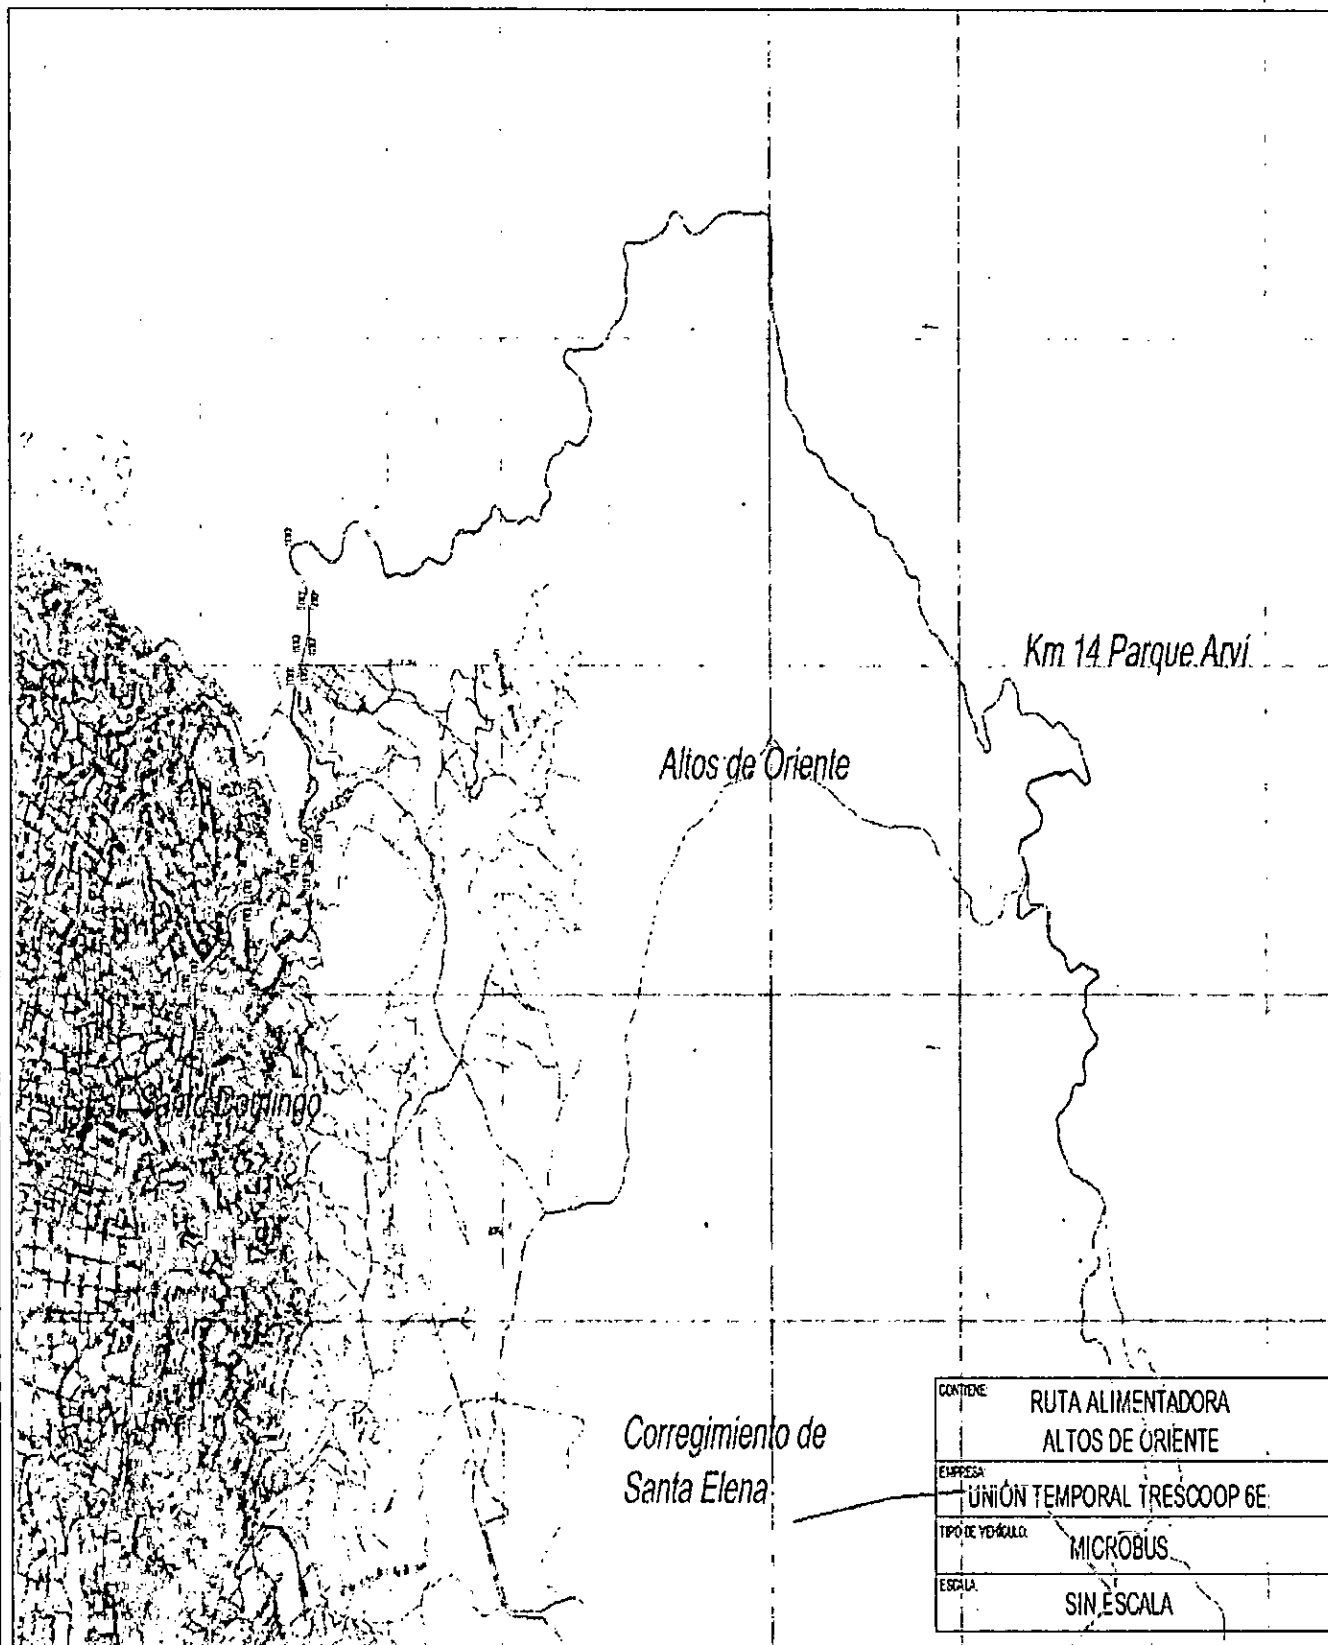 Km 14 Parque Arví
Altos de Oriente
Santo Domingo
Corregimiento de
Santa Elena
CONTIENE:
RUTA ALIMENTADORA
ALTOS DE ORIENTE
EMPRESA:
UNIÓN TEMPORAL TRESCOOP 6E
TIPO DE VEHÍCULO:
MICROBUS
ESCALA:
SIN ESCALA